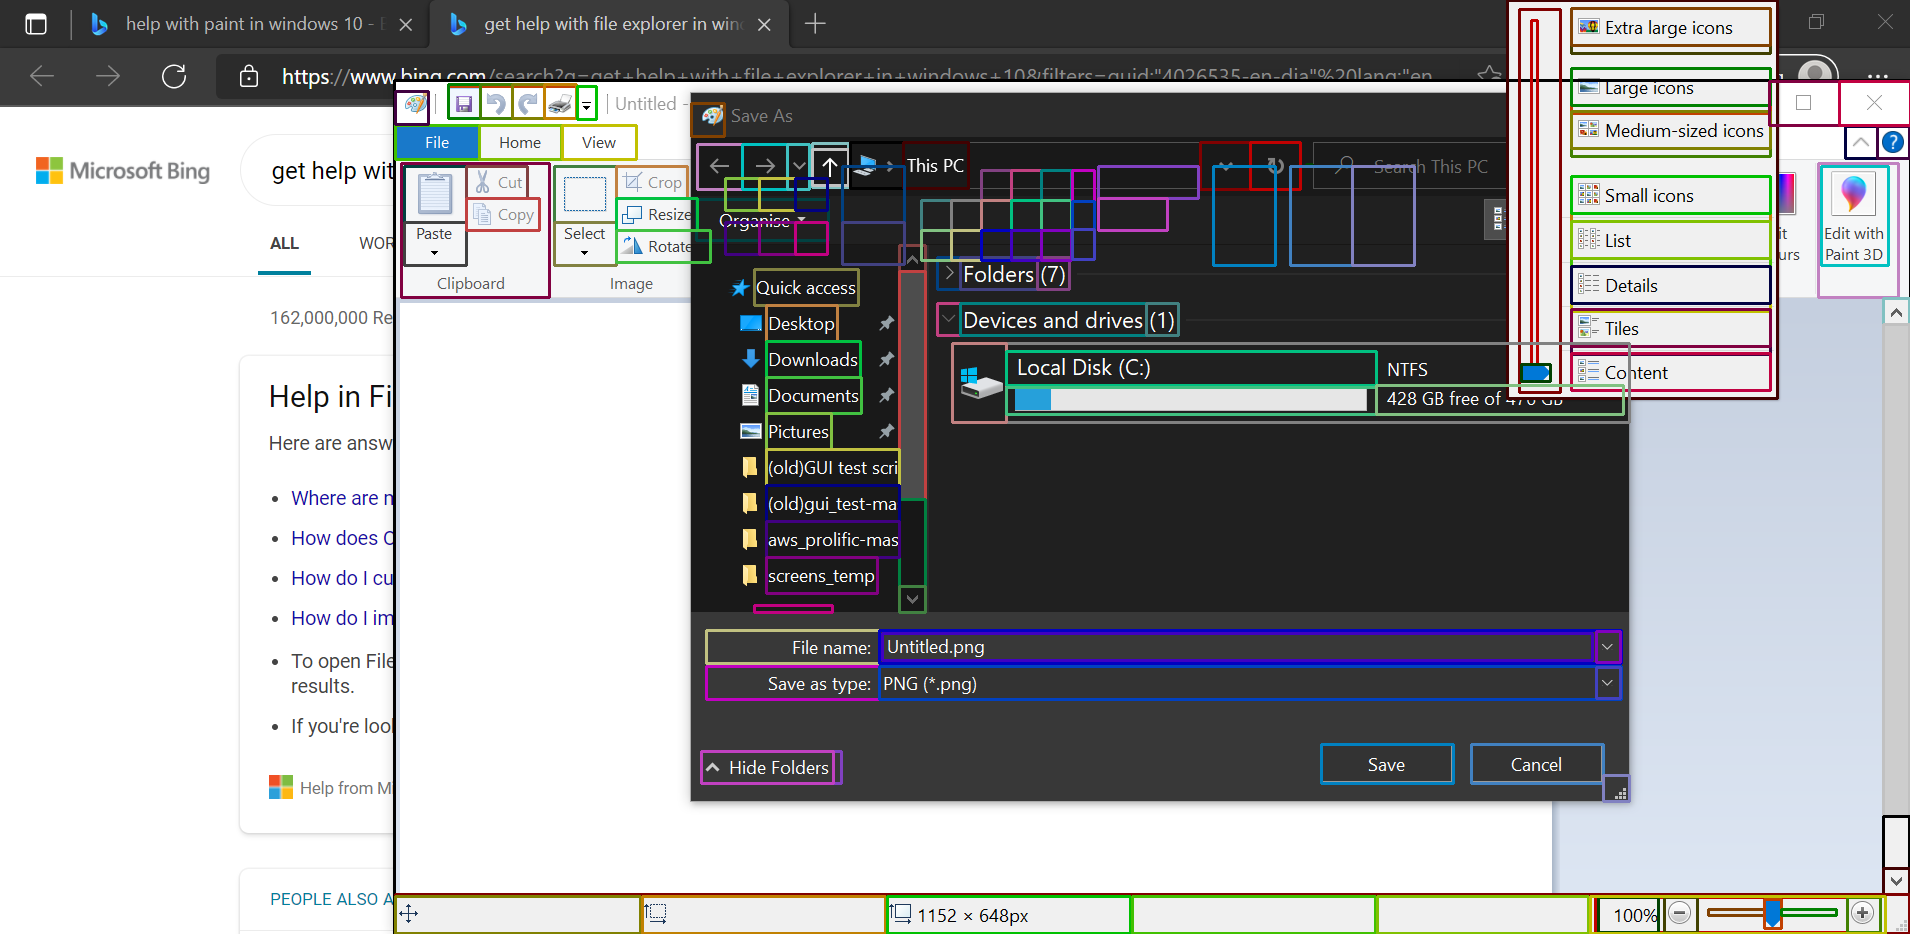 help with paint in windows 10 -
get help with file explorer in win
https://www.bing.com/search?q=get+help+with+file+explorer+in+windows+10&filters=guid:"4026535-en-dia"%20lang:"en
Microsoft Bing
get help wit
ALL
WOR
162,000,000 Re
Help in Fi
Here are answ
Where are n
How does C
How do I cu
How do I im
To open File
results.
If you're look
Help from Mi
PEOPLE ALSO A
Untitled -
File
Home
View
Paste
Cut
Copy
Clipboard
Select
Crop
Resize
Rotate
Image
Edit with
Paint 3D
Save As
This PC
Search This PC
Organise
Quick access
Desktop
Downloads
Documents
Pictures
(old)GUI test scri
(old)gui_test-ma
aws_prolific-mas
screens_temp
Folders (7)
Devices and drives (1)
Local Disk (C:)
NTFS
428 GB free of 476 GB
File name:
Untitled.png
Save as type:
PNG (*.png)
Hide Folders
Save
Cancel
Extra large icons
Large icons
Medium-sized icons
Small icons
List
Details
Tiles
Content
1152 × 648px
100%